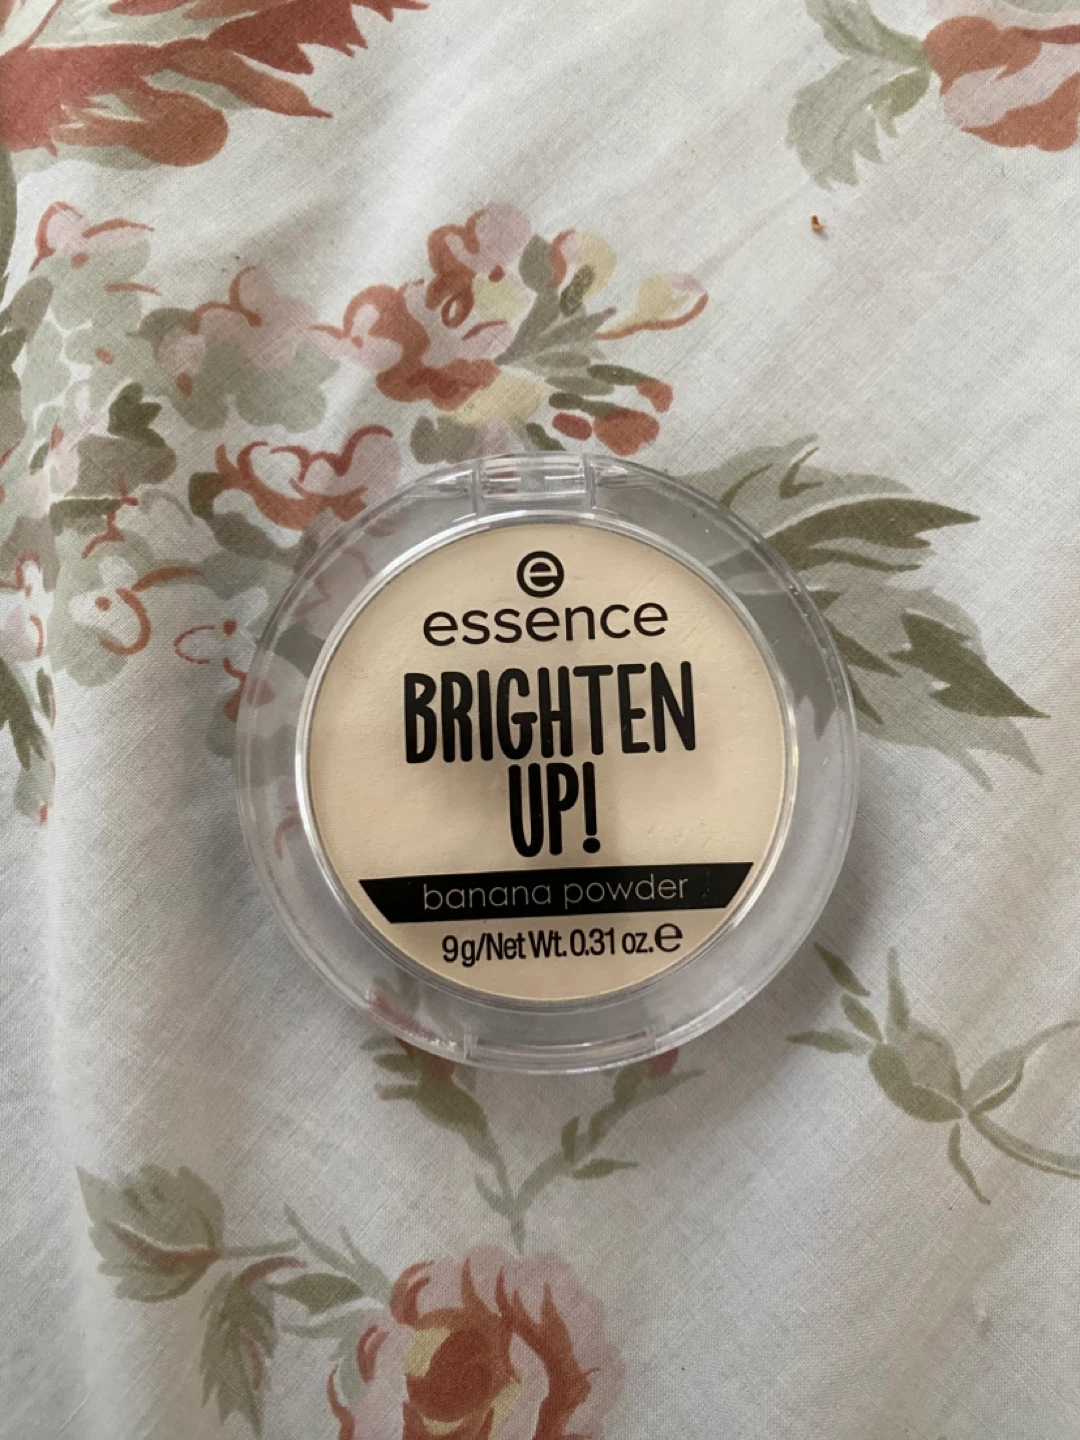 e
essence
BRIGHTEN
UP!
banana powder
9g/Net Wt. 0.31 oz. ℮